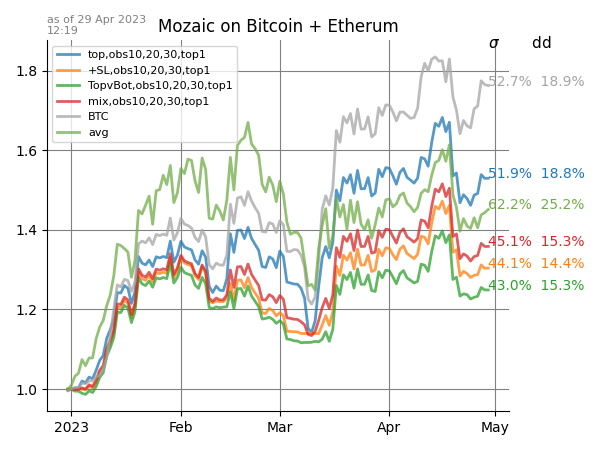 as of 29 Apr 2023
12:19
Mozaic on Bitcoin + Etherum
σ dd
top,obs10,20,30,top1
+SL,obs10,20,30,top1
TopvBot,obs10,20,30,top1
mix,obs10,20,30,top1
BTC
avg
1.8
1.6
1.4
1.2
1.0
52.7% 18.9%
51.9% 18.8%
62.2% 25.2%
45.1% 15.3%
44.1% 14.4%
43.0% 15.3%
2023 Feb Mar Apr May